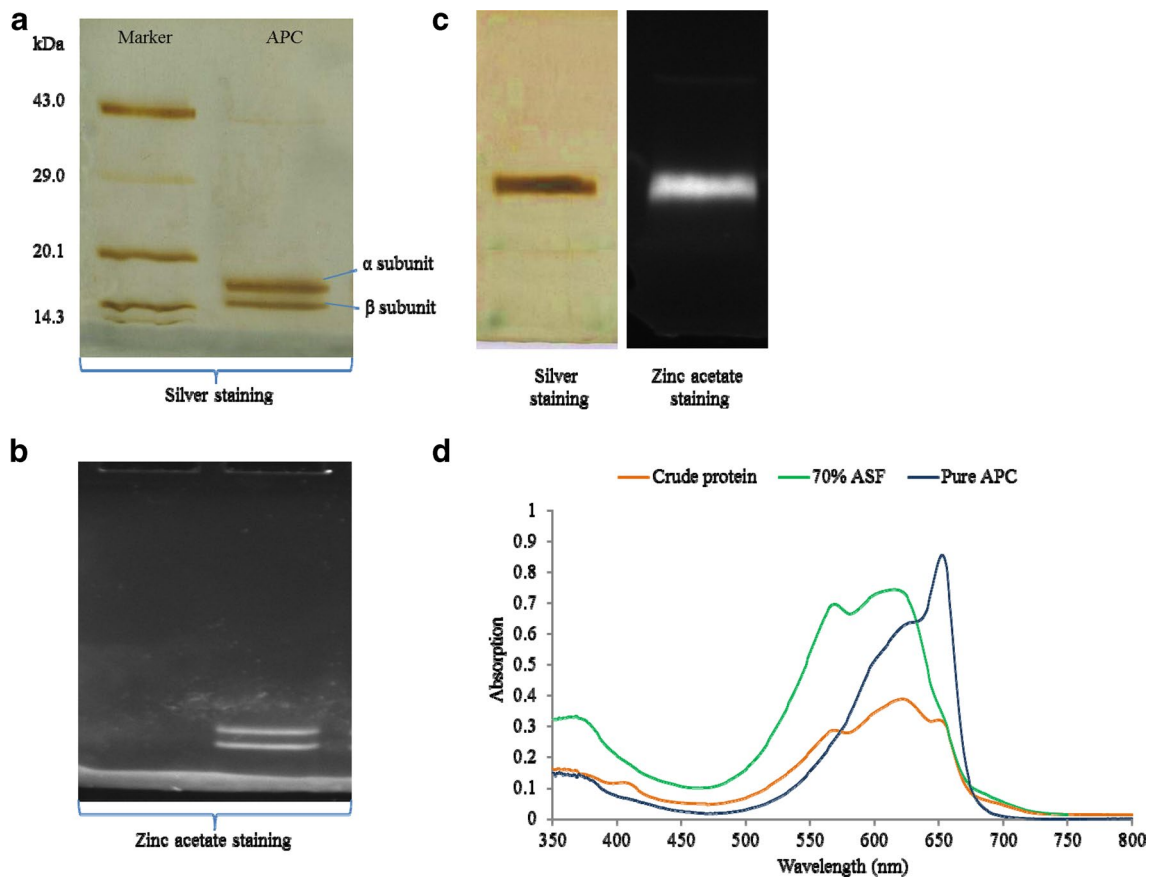 a
kDa
Marker
APC
43.0
29.0
20.1
14.3
α subunit
β subunit
Silver staining
b
Zinc acetate staining
c
Silver
staining
Zinc acetate
staining
d
Crude protein
70% ASF
Pure APC
1
0.9
0.8
0.7
0.6
0.5
0.4
0.3
0.2
0.1
0
Absorption
350 400 450 500 550 600 650 700 750 800
Wavelength (nm)